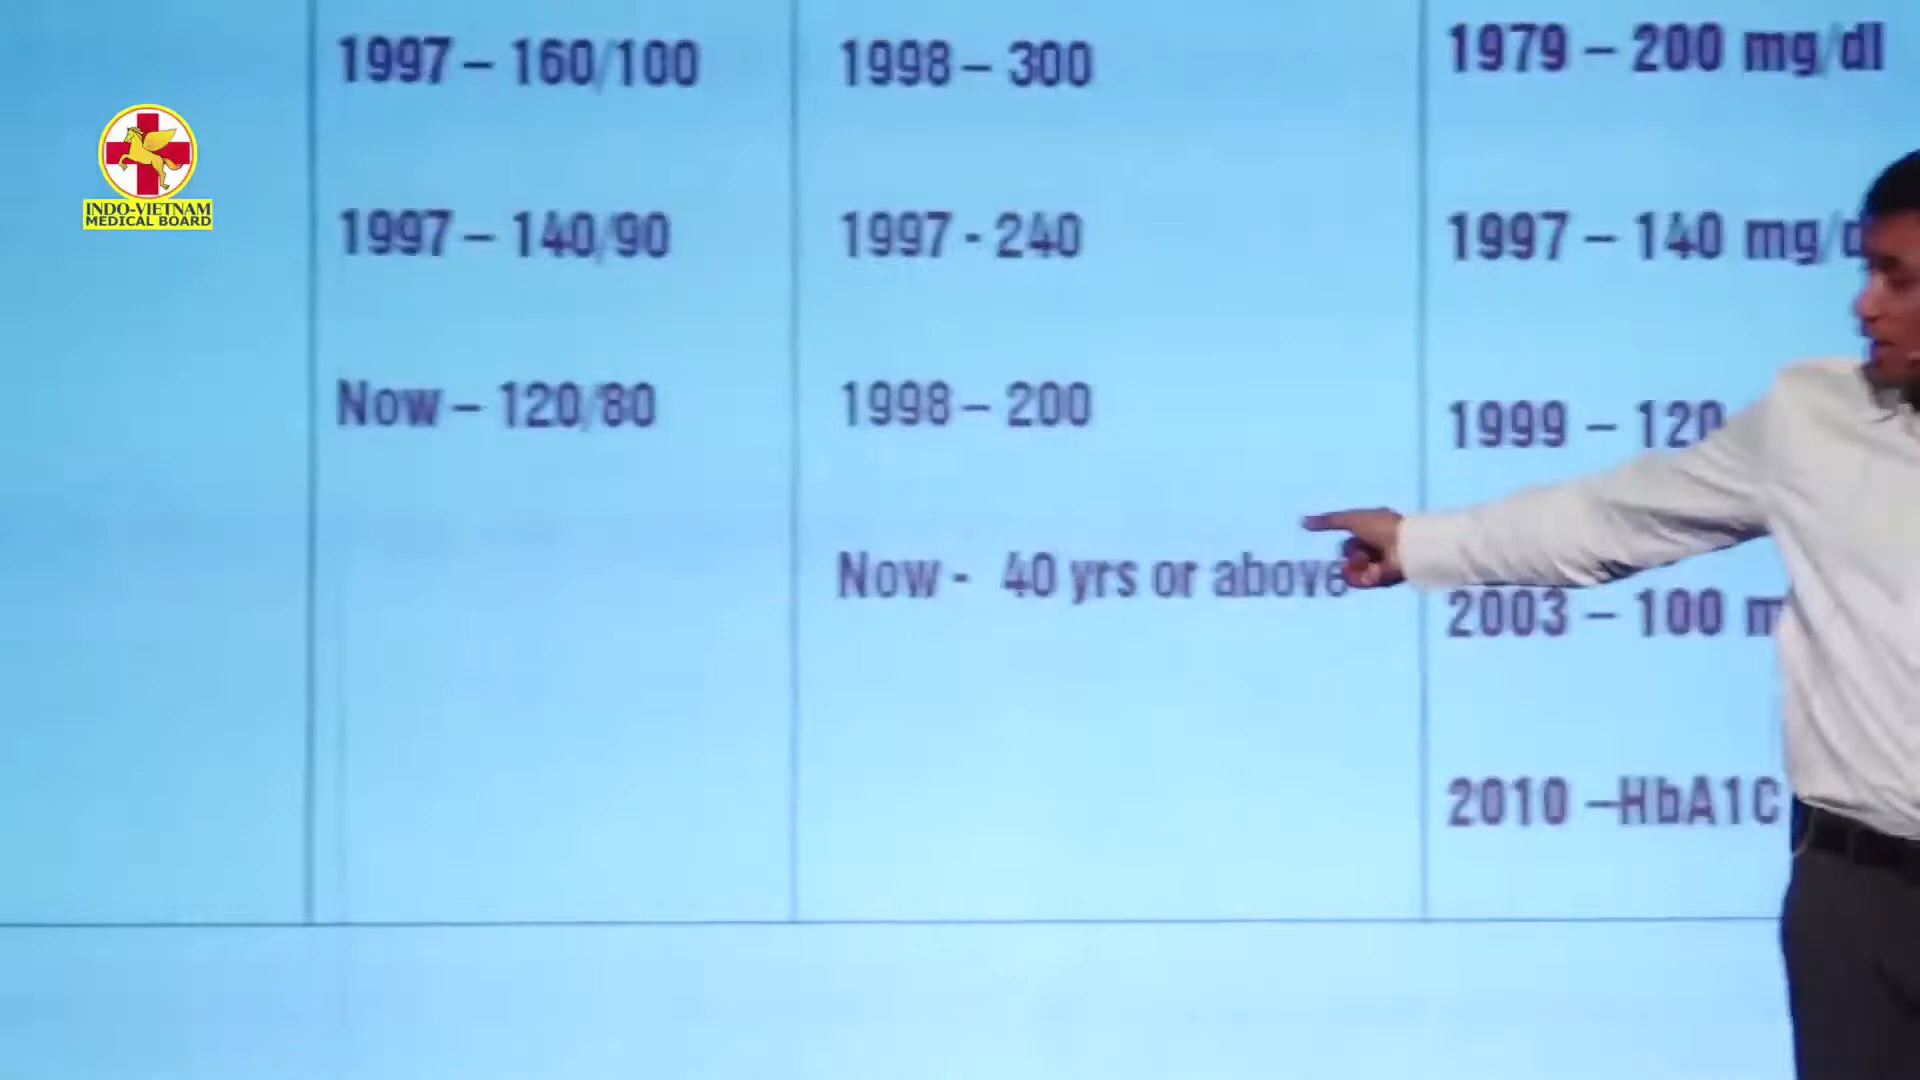 1997 – 160/100
1997 – 140/90
Now – 120/80
1998 – 300
1997 - 240
1998 – 200
Now - 40 yrs or above
1979 – 200 mg/dl
1997 – 140 mg/d
1999 – 120
2003 – 100 m
2010 –HbA1C
INDO-VIETNAM
MEDICAL BOARD